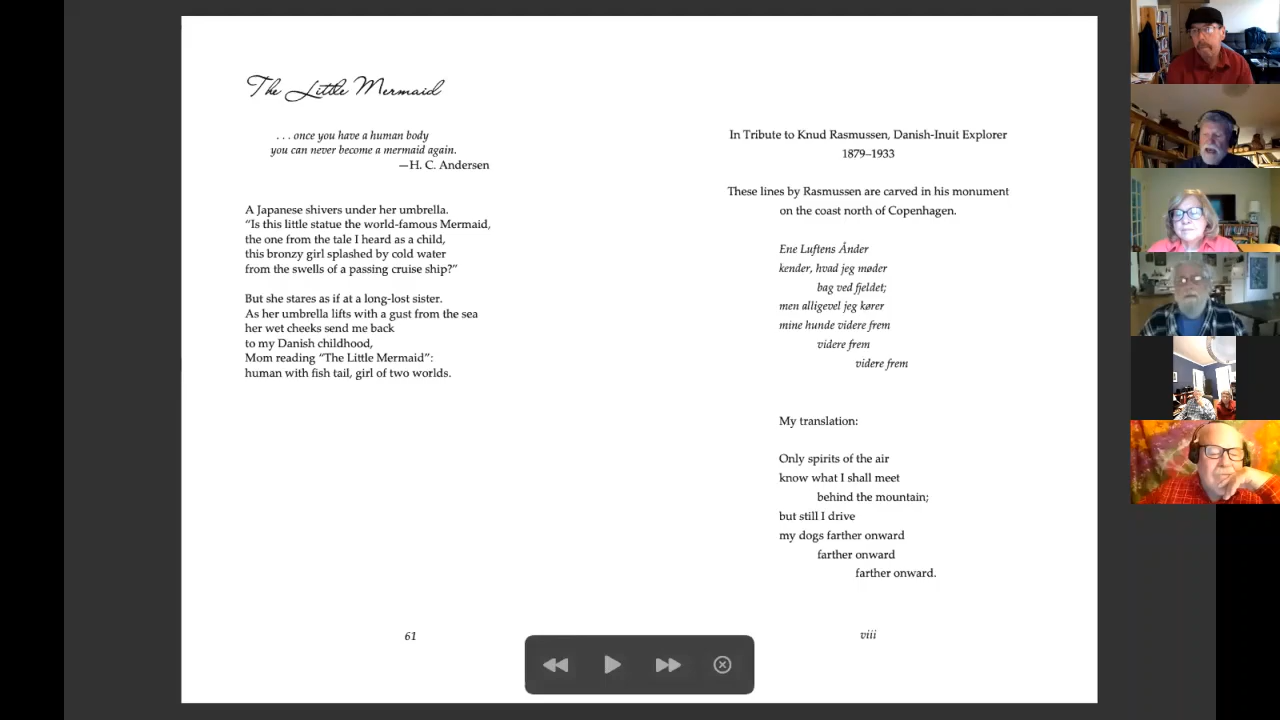 The Little Mermaid
. . . once you have a human body
you can never become a mermaid again.
—H. C. Andersen
A Japanese shivers under her umbrella.
“Is this little statue the world-famous Mermaid,
the one from the tale I heard as a child,
this bronzy girl splashed by cold water
from the swells of a passing cruise ship?”
But she stares as if at a long-lost sister.
As her umbrella lifts with a gust from the sea
her wet cheeks send me back
to my Danish childhood,
Mom reading “The Little Mermaid”:
human with fish tail, girl of two worlds.
61
In Tribute to Knud Rasmussen, Danish-Inuit Explorer
1879–1933
These lines by Rasmussen are carved in his monument
on the coast north of Copenhagen.
Ene Luftens Ånder
kender, hvad jeg møder
bag ved fjeldet;
men alligevel jeg kører
mine hunde videre frem
videre frem
videre frem
My translation:
Only spirits of the air
know what I shall meet
behind the mountain;
but still I drive
my dogs farther onward
farther onward
farther onward.
viii